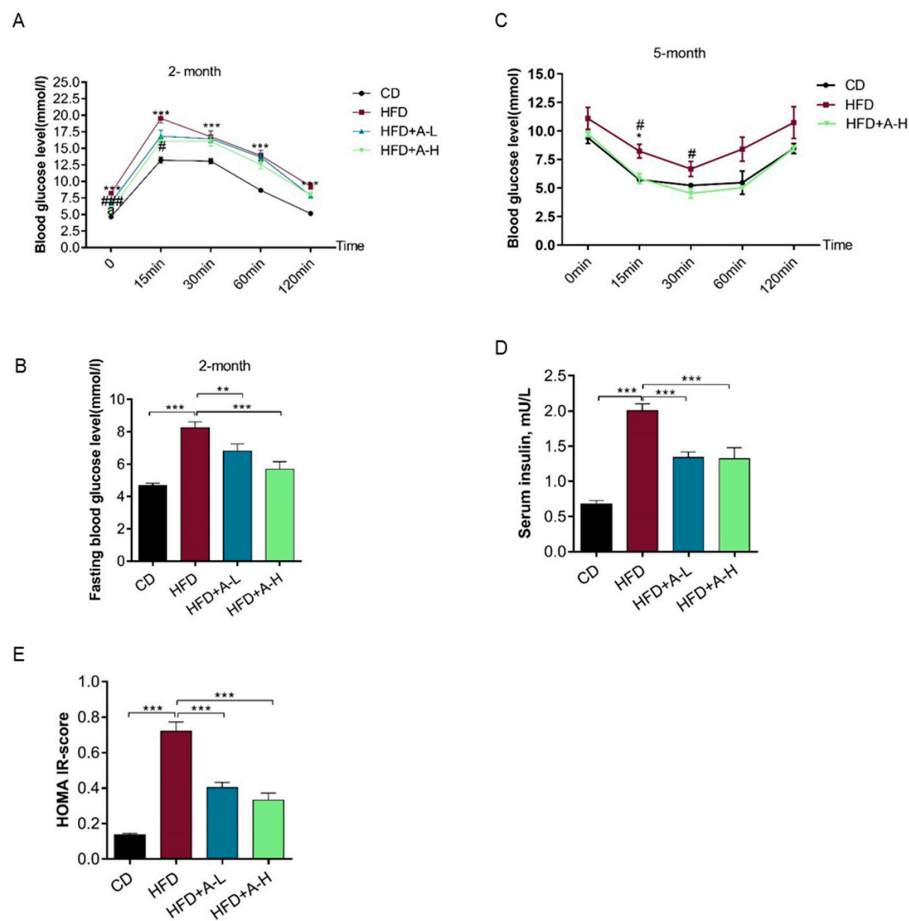 A
2- month
Blood glucose level(mmol/l)
25.0
22.5
20.0
17.5
15.0
12.5
10.0
7.5
5.0
2.5
0.0
***
###
a
***
#
***
***
***
0
15min
30min
60min
120min
Time
CD
HFD
HFD+A-L
HFD+A-H
C
5-month
Blood glucose level(mmol)
15.0
12.5
10.0
7.5
5.0
2.5
0.0
#
*
#
0min
15min
30min
60min
120min
Time
CD
HFD
HFD+A-H
B
2-month
Fasting blood glucose level(mmol/l)
8
6
4
2
0
**
***
***
CD
HFD
HFD+A-L
HFD+A-H
D
Serum insulin, mU/L
2.5
2.0
1.5
1.0
0.5
0.0
***
***
***
CD
HFD
HFD+A-L
HFD+A-H
E
HOMA IR-score
1.0
0.8
0.6
0.4
0.2
0.0
***
***
***
CD
HFD
HFD+A-L
HFD+A-H